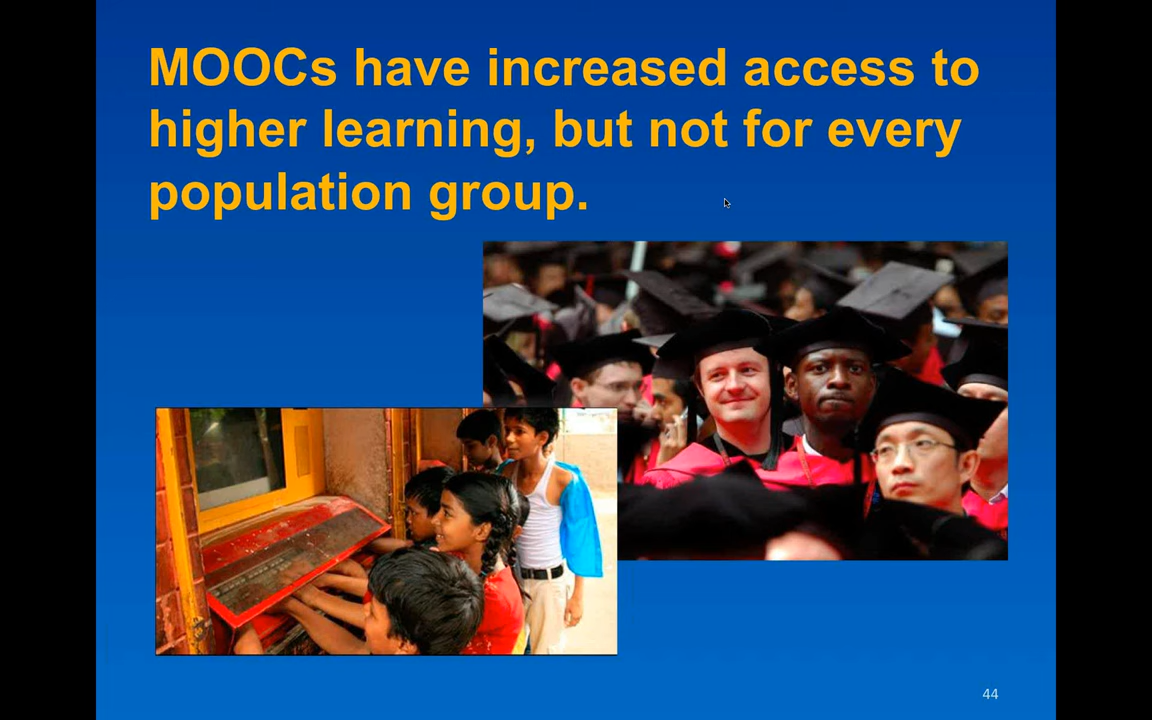 MOOCs have increased access to
higher learning, but not for every
population group.
44